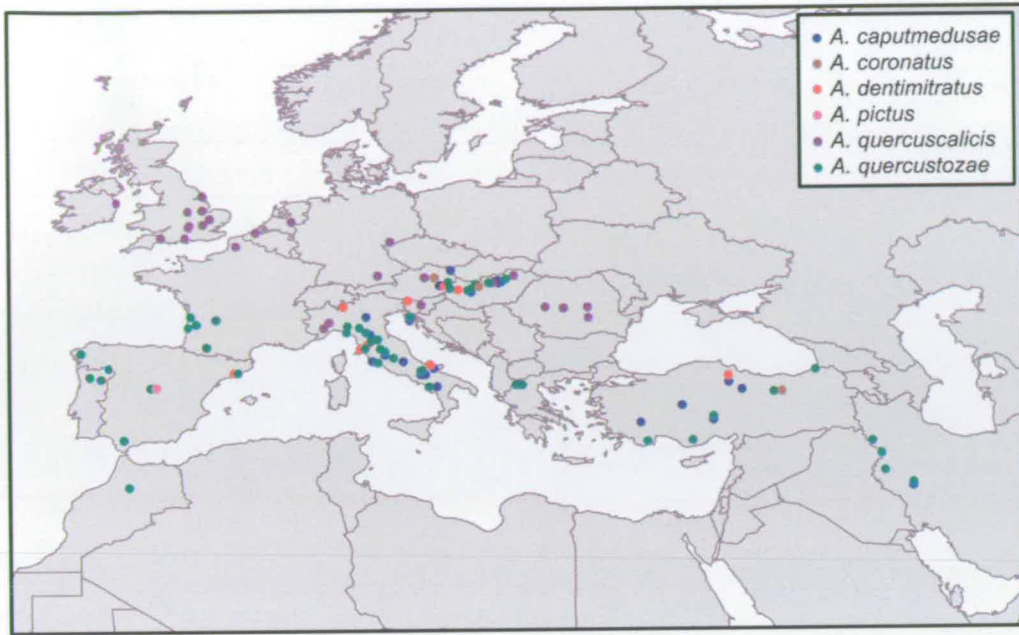 A. caputmedusae
A. coronatus
A. dentimitratus
A. pictus
A. quercuscalicis
A. quercustozae